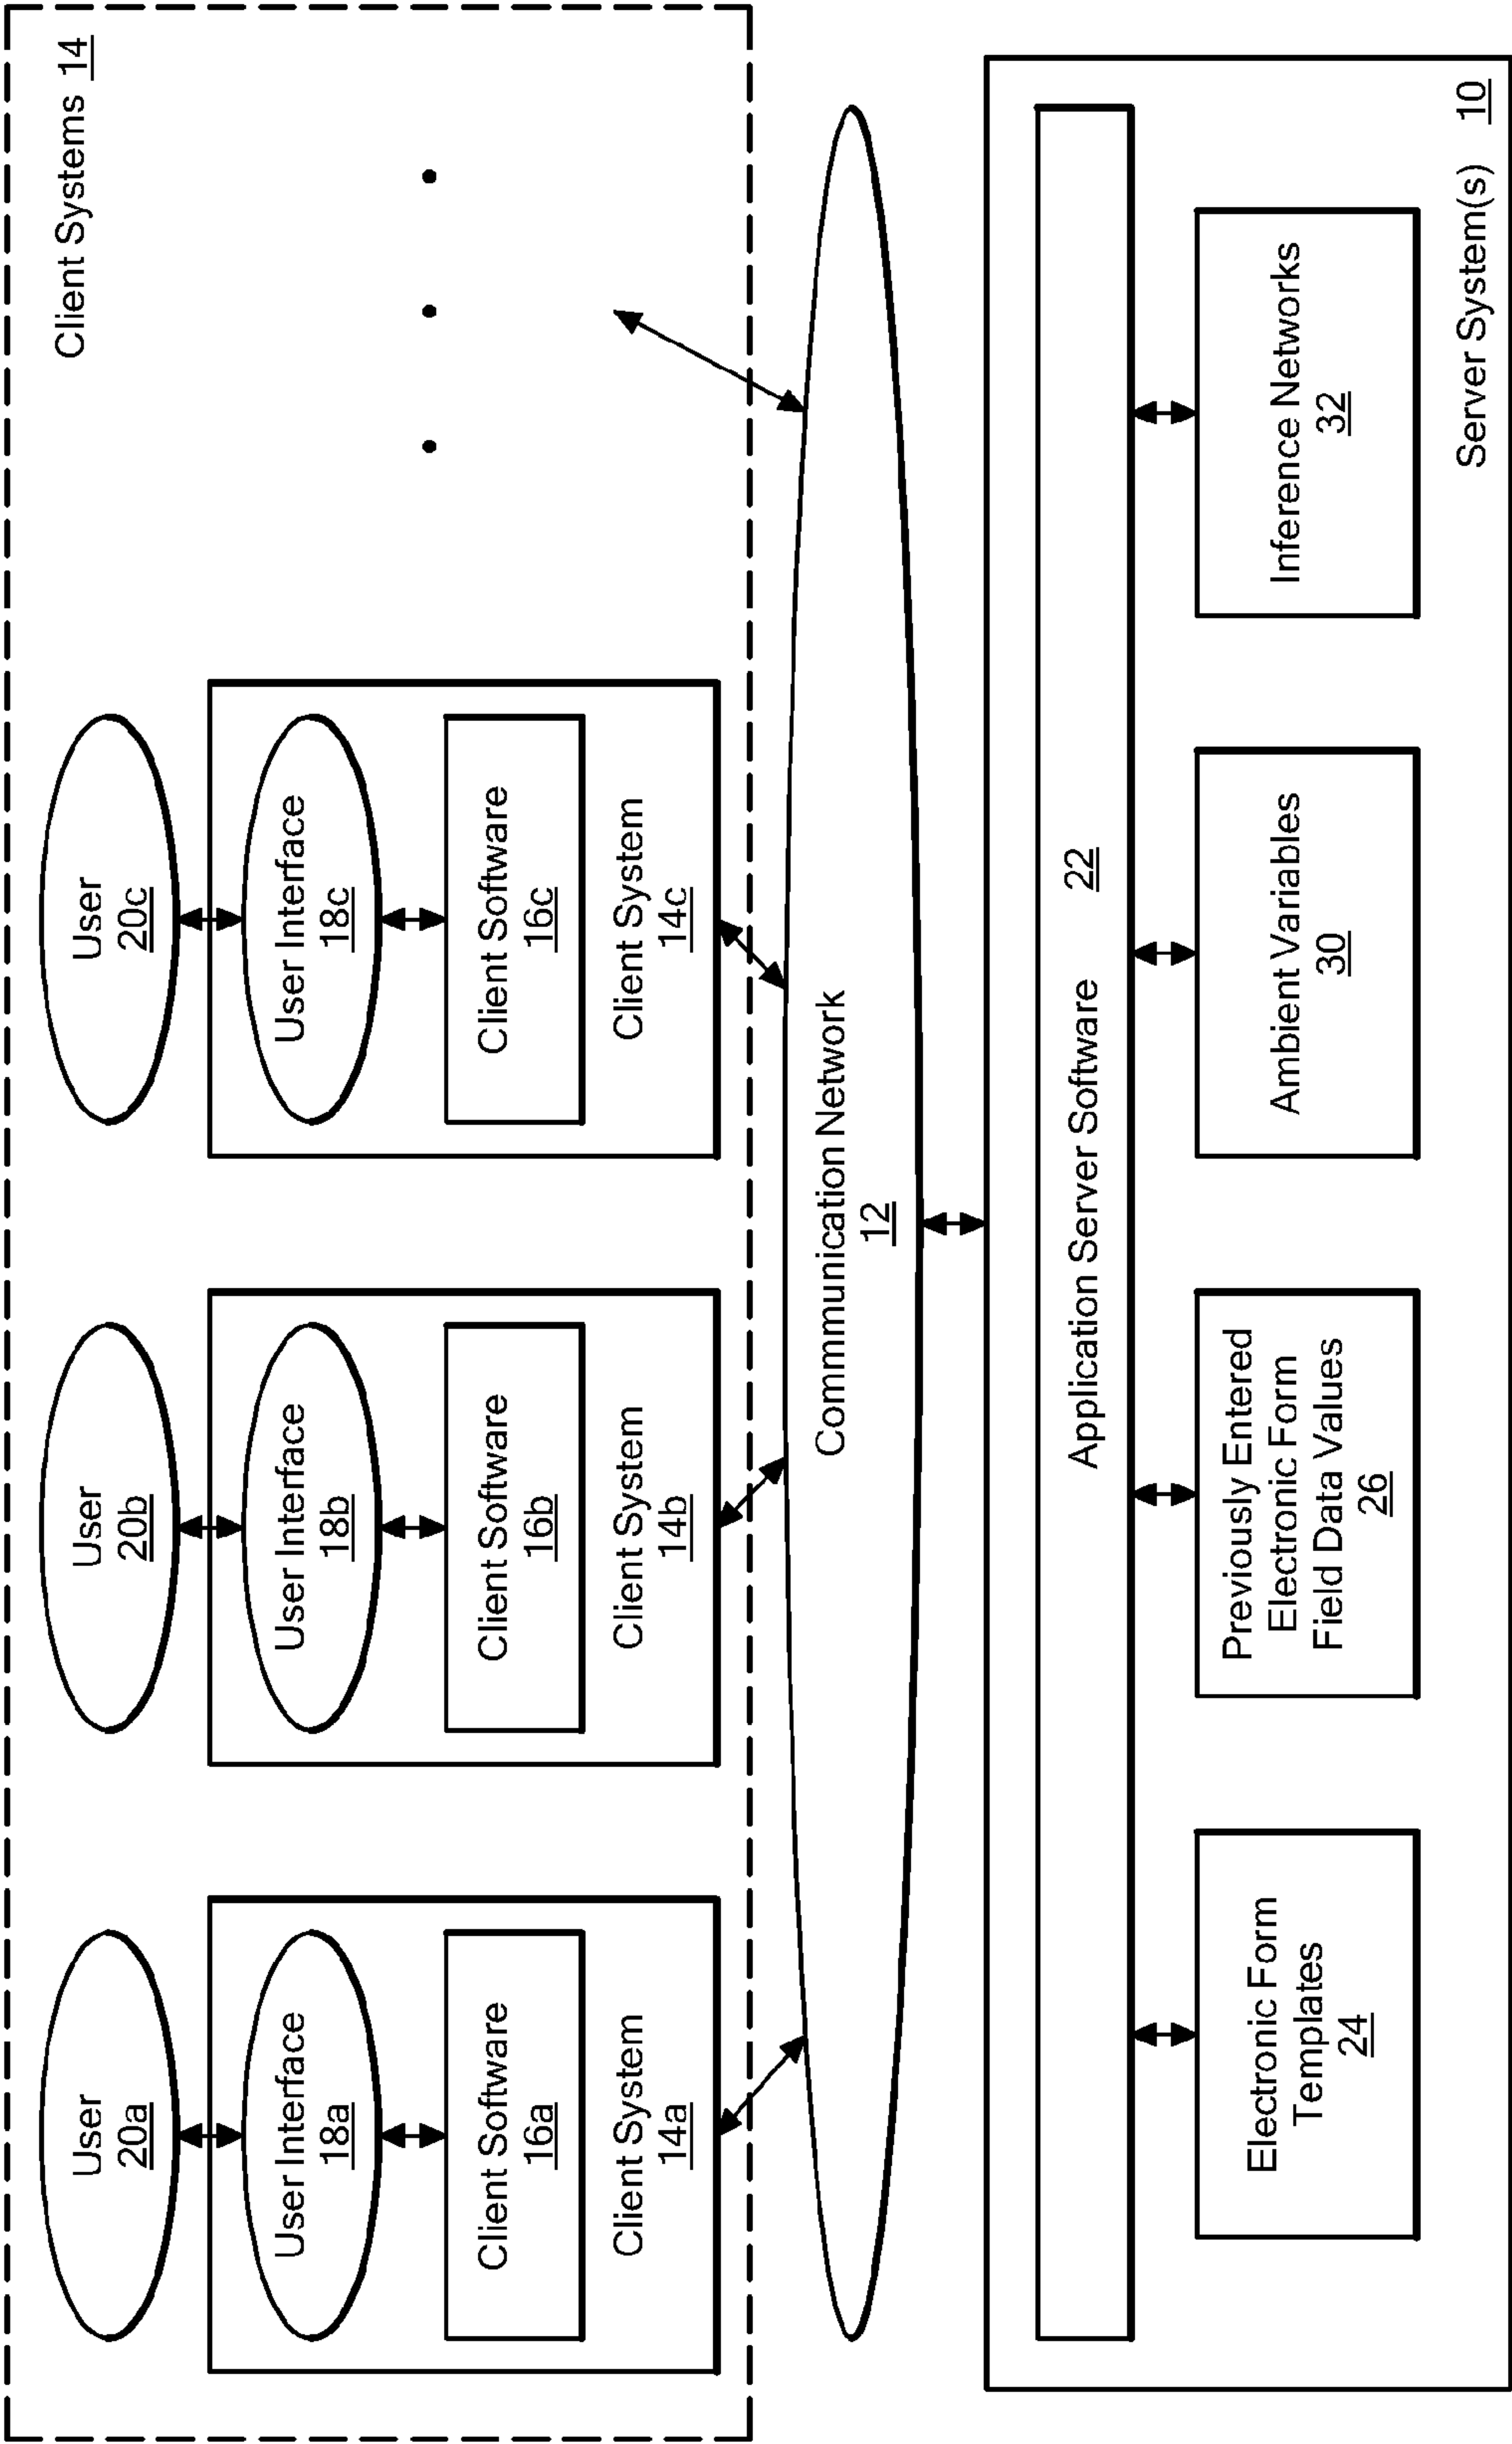 Client Systems 14
User
20a
User Interface
18a
Client Software
16a
Client System
14a
User
20b
User Interface
18b
Client Software
16b
Client System
14b
User
20c
User Interface
18c
Client Software
16c
Client System
14c
Communication Network
12
Application Server Software 22
Electronic Form
Templates
24
Previously Entered
Electronic Form
Field Data Values
26
Ambient Variables
30
Inference Networks
32
Server System(s) 10